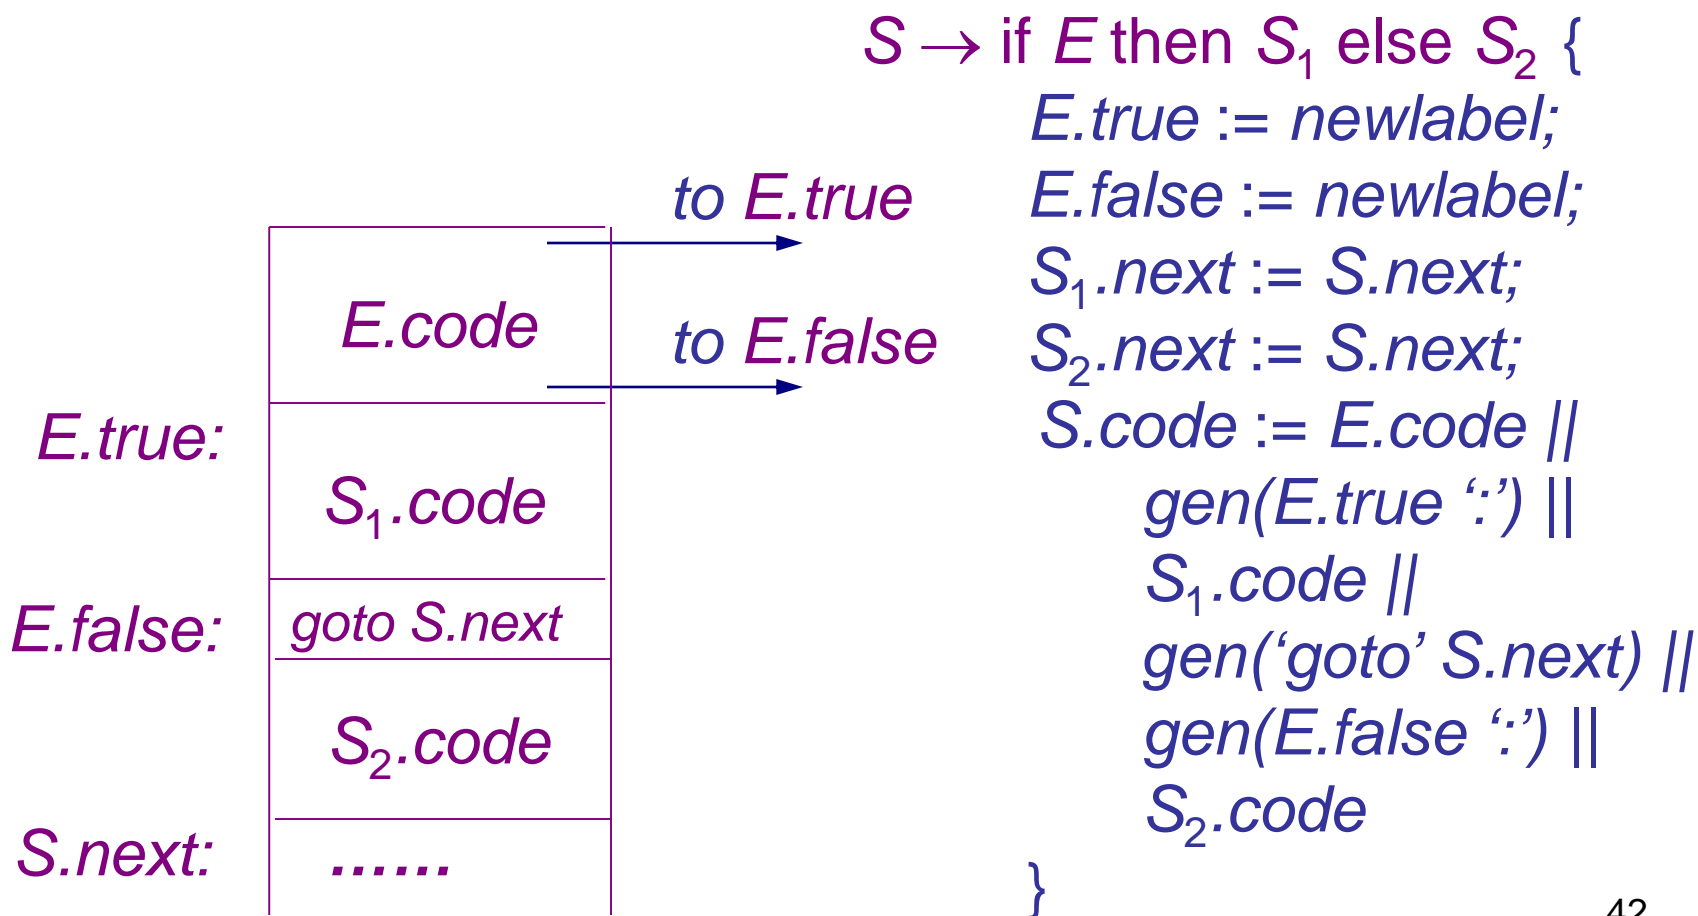 S → if E then S₁ else S₂ {
E.true := newlabel;
E.false := newlabel;
S₁.next := S.next;
S₂.next := S.next;
S.code := E.code ||
gen(E.true ‘:’) ||
S₁.code ||
gen(‘goto’ S.next) ||
gen(E.false ‘:’) ||
S₂.code
}
to E.true
E.code
to E.false
E.true:
S₁.code
E.false:
goto S.next
S₂.code
S.next:
......
42